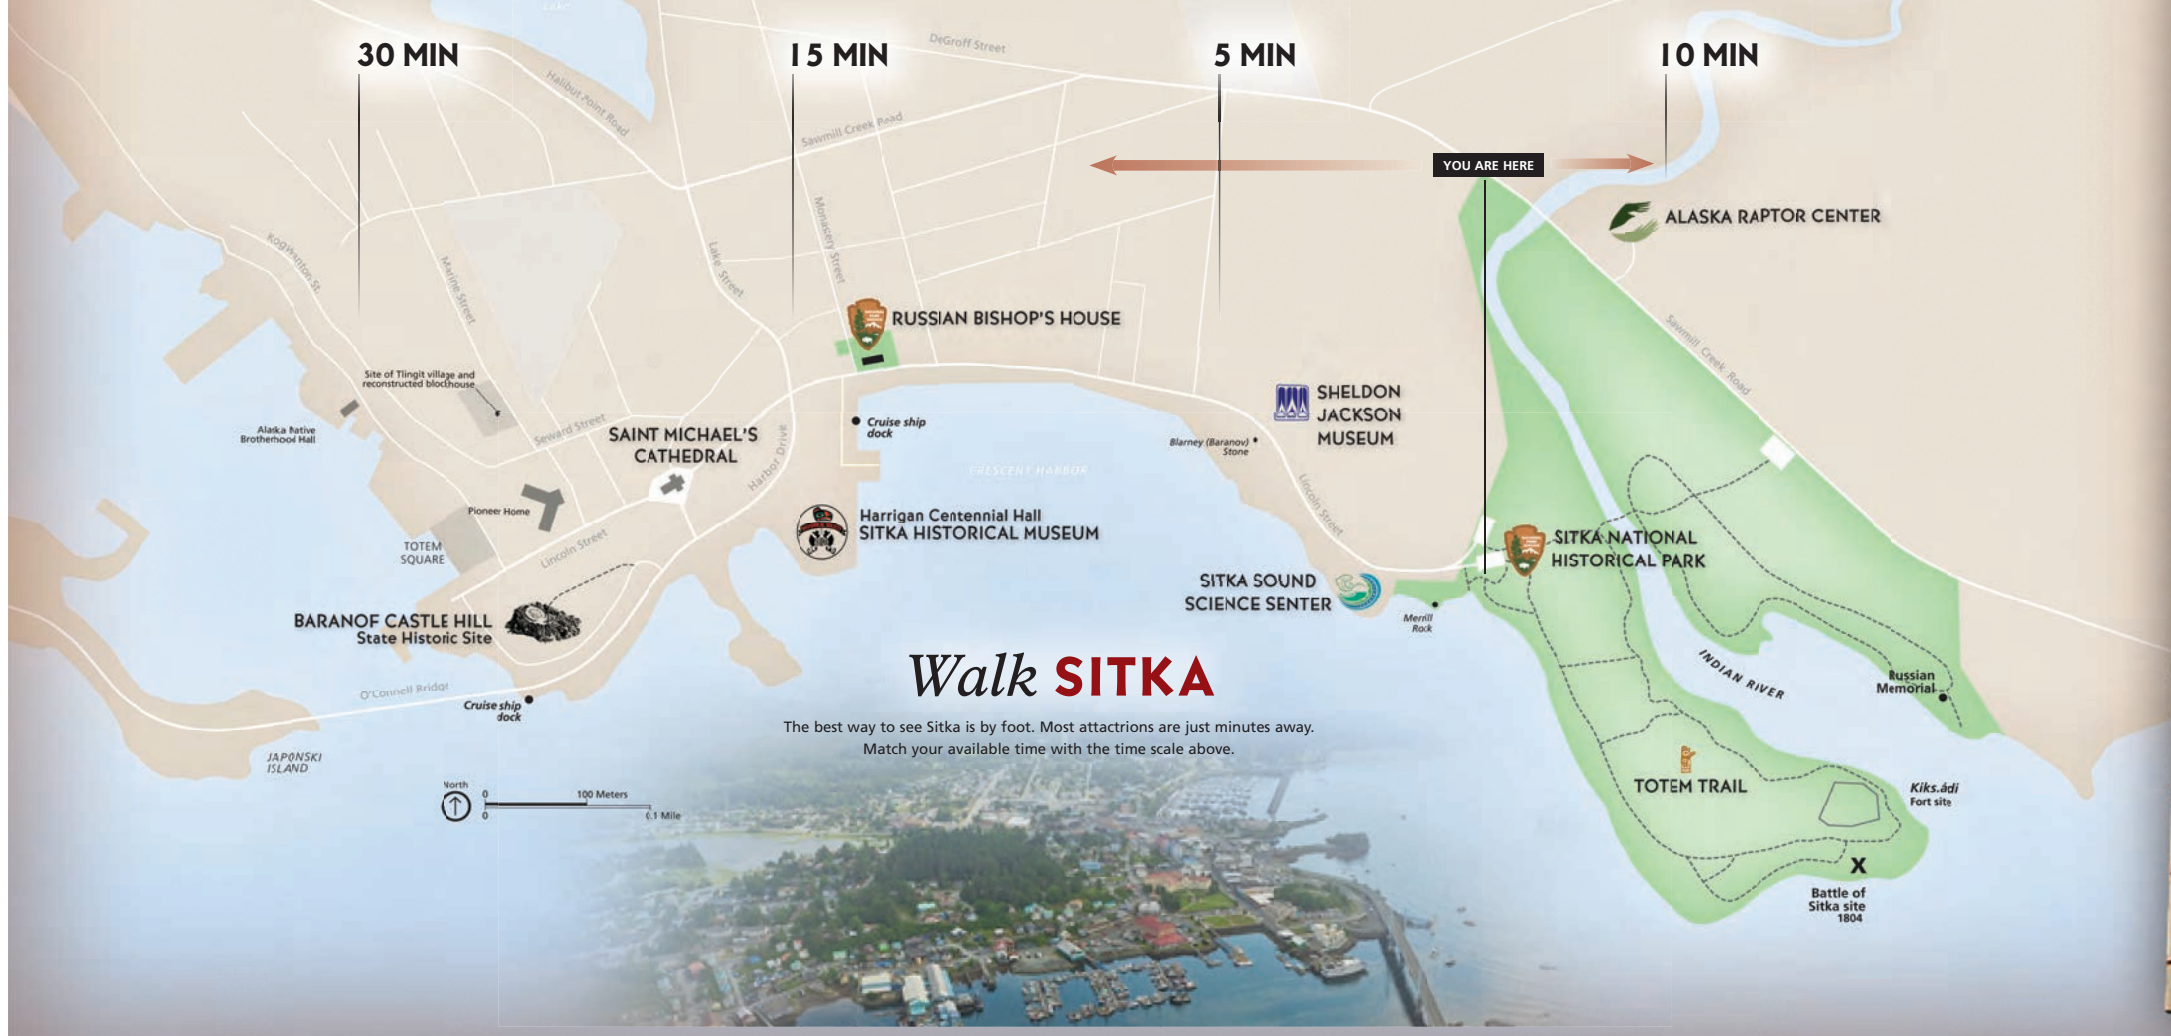 Lake
30 MIN
15 MIN
5 MIN
10 MIN
DeGroff Street
Halibut Point Road
Sawmill Creek Road
YOU ARE HERE
ALASKA RAPTOR CENTER
Kogwanton St.
Marine Street
Lake Street
Monastery Street
RUSSIAN BISHOP'S HOUSE
Sawmill Creek Road
Site of Tlingit village and
reconstructed blockhouse
Alaska Native
Brotherhood Hall
Seward Street
SAINT MICHAEL'S
CATHEDRAL
Harbor Drive
Cruise ship
dock
CRESCENT HARBOR
Blarney (Baranov)
Stone
SHELDON
JACKSON
MUSEUM
Lincoln Street
Pioneer Home
TOTEM
SQUARE
Lincoln Street
Harrigan Centennial Hall
SITKA HISTORICAL MUSEUM
SITKA NATIONAL
HISTORICAL PARK
SITKA SOUND
SCIENCE SENTER
Merrill
Rock
BARANOF CASTLE HILL
State Historic Site
O'Connell Bridge
Cruise ship
dock
JAPONSKI
ISLAND
Walk SITKA
The best way to see Sitka is by foot. Most attactrions are just minutes away.
Match your available time with the time scale above.
INDIAN RIVER
Russian
Memorial
TOTEM TRAIL
Kiks.ádi
Fort site
X
Battle of
Sitka site
1804
North
0
100 Meters
0
0.1 Mile